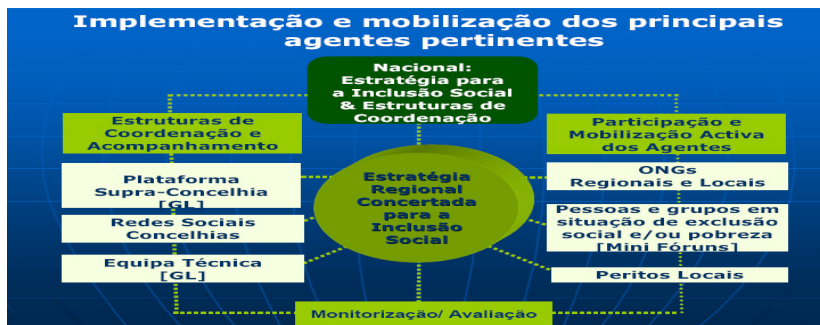 Implementação e mobilização dos principais
agentes pertinentes
Nacional:
Estratégia para
a Inclusão Social
& Estruturas de
Coordenação
Estruturas de
Coordenação e
Acompanhamento
Plataforma
Supra-Concelhia
[GL]
Redes Sociais
Concelhias
Equipa Técnica
[GL]
Estratégia
Regional
Concertada
para a
Inclusão
Social
Participação e
Mobilização Activa
dos Agentes
ONGs
Regionais e Locais
Pessoas e grupos em
situação de exclusão
social e/ou pobreza
[Mini Fóruns]
Peritos Locais
Monitorização/ Avaliação